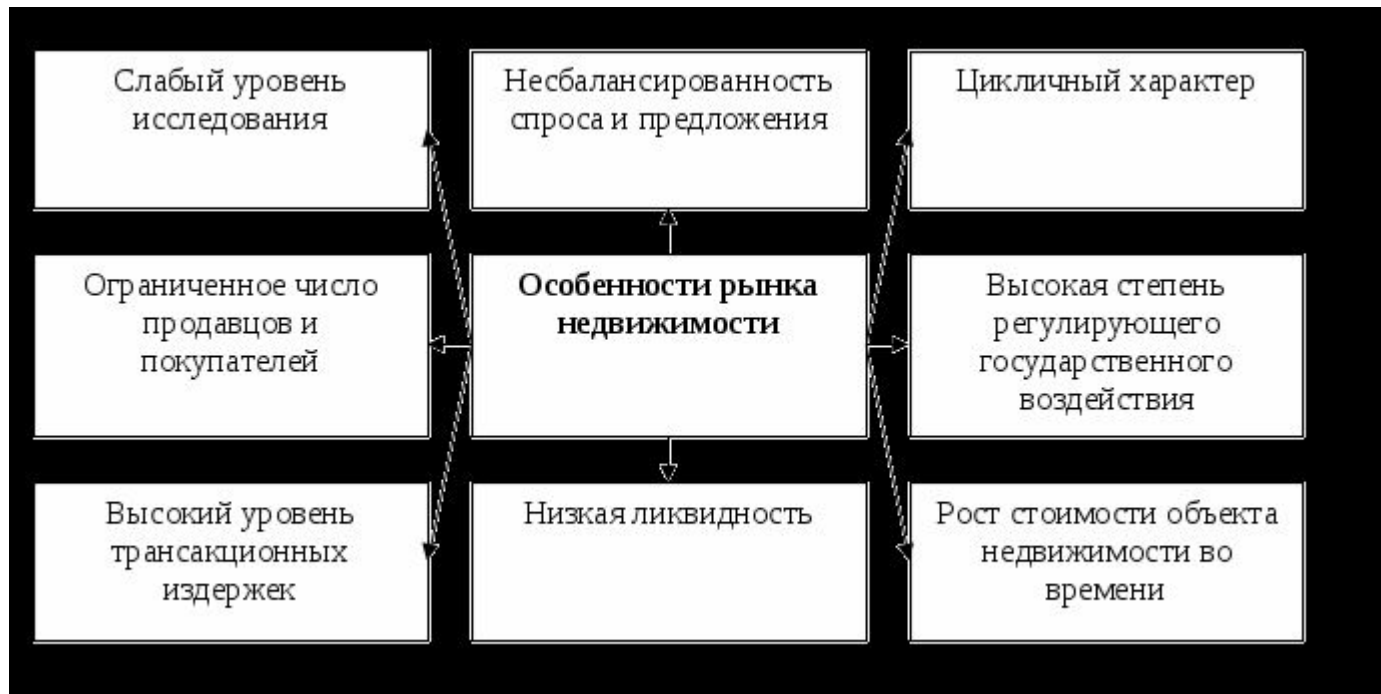 Слабый уровень
исследования
Несбалансированность
спроса и предложения
Цикличный характер
Ограниченное число
продавцов и
покупателей
Особенности рынка
недвижимости
Высокая степень
регулирующего
государственного
воздействия
Высокий уровень
трансакционных
издержек
Низкая ликвидность
Рост стоимости объекта
недвижимости во
времени